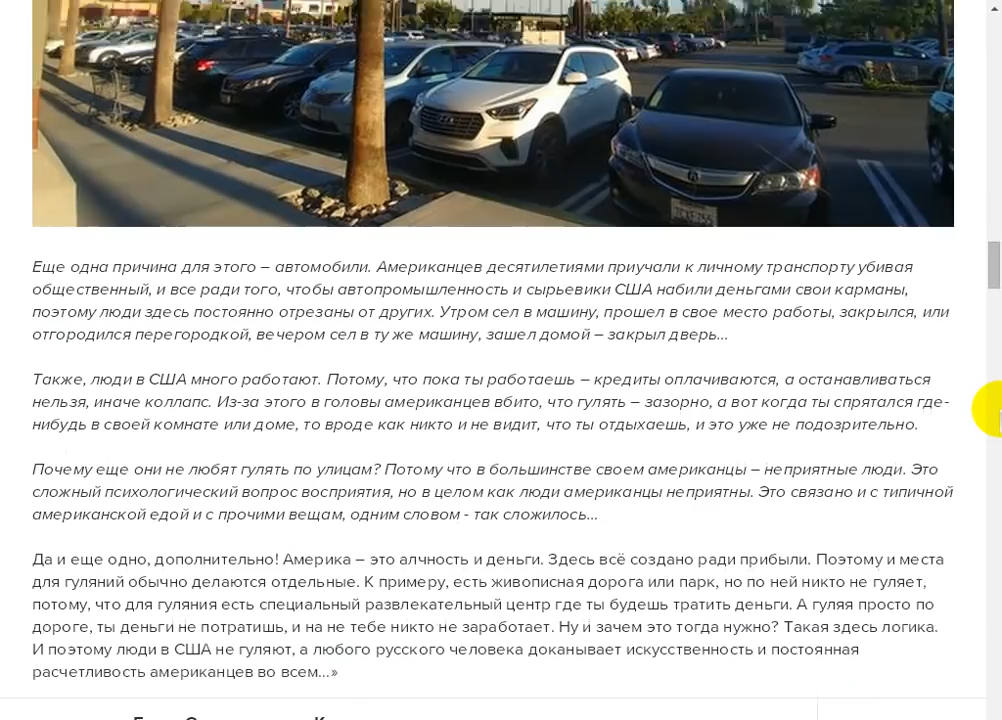 Еще одна причина для этого – автомобили. Американцев десятилетиями приучали к личному транспорту убивая
общественный, и все ради того, чтобы автопромышленность и сырьевики США набили деньгами свои карманы,
поэтому люди здесь постоянно отрезаны от других. Утром сел в машину, прошел в свое место работы, закрылся, или
отгородился перегородкой, вечером сел в ту же машину, зашел домой – закрыл дверь...
Также, люди в США много работают. Потому, что пока ты работаешь – кредиты оплачиваются, а останавливаться
нельзя, иначе коллапс. Из-за этого в головы американцев вбито, что гулять – зазорно, а вот когда ты спрятался где-
нибудь в своей комнате или доме, то вроде как никто и не видит, что ты отдыхаешь, и это уже не подозрительно.
Почему еще они не любят гулять по улицам? Потому что в большинстве своем американцы – неприятные люди. Это
сложный психологический вопрос восприятия, но в целом как люди американцы неприятны. Это связано и с типичной
американской едой и с прочими вещам, одним словом - так сложилось...
Да и еще одно, дополнительно! Америка – это алчность и деньги. Здесь всё создано ради прибыли. Поэтому и места
для гуляний обычно делаются отдельные. К примеру, есть живописная дорога или парк, но по ней никто не гуляет,
потому, что для гуляния есть специальный развлекательный центр где ты будешь тратить деньги. А гуляя просто по
дороге, ты деньги не потратишь, и на не тебе никто не заработает. Ну и зачем это тогда нужно? Такая здесь логика.
И поэтому люди в США не гуляют, а любого русского человека доканывает искусственность и постоянная
расчетливость американцев во всем...»